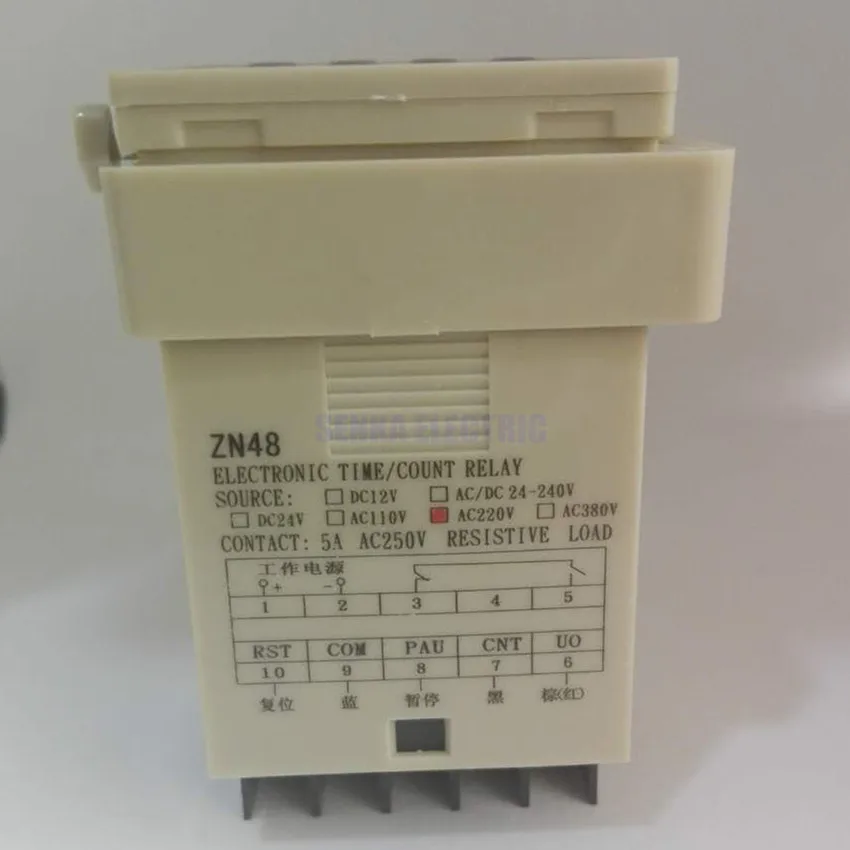 SENKA ELECTRIC
ZN48
ELECTRONIC TIME/COUNT RELAY
SOURCE: DC12V AC/DC 24-240V
DC24V AC110V AC220V AC380V
CONTACT: 5A AC250V RESISTIVE LOAD
工作电源
+ -
1 2 3 4 5
RST COM PAU CNT UO
10 9 8 7 6
复位 蓝 暂停 黑 棕(红)